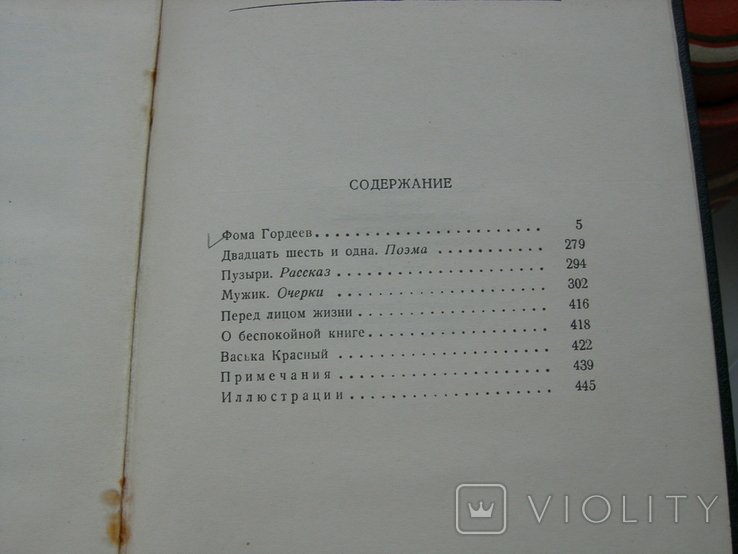 СОДЕРЖАНИЕ
Фома Гордеев . . . . . . . . . . . . . . . . . . . . . . . . 5
Двадцать шесть и одна. Поэма . . . . . . . . . . . 279
Пузыри. Рассказ . . . . . . . . . . . . . . . . . . . . . . 294
Мужик. Очерки . . . . . . . . . . . . . . . . . . . . . . 302
Перед лицом жизни . . . . . . . . . . . . . . . . . . . . 416
О беспокойной книге . . . . . . . . . . . . . . . . . . . 418
Васька Красный . . . . . . . . . . . . . . . . . . . . . . 422
Примечания . . . . . . . . . . . . . . . . . . . . . . 439
Иллюстрации . . . . . . . . . . . . . . . . . . . . . 445
VIOLITY